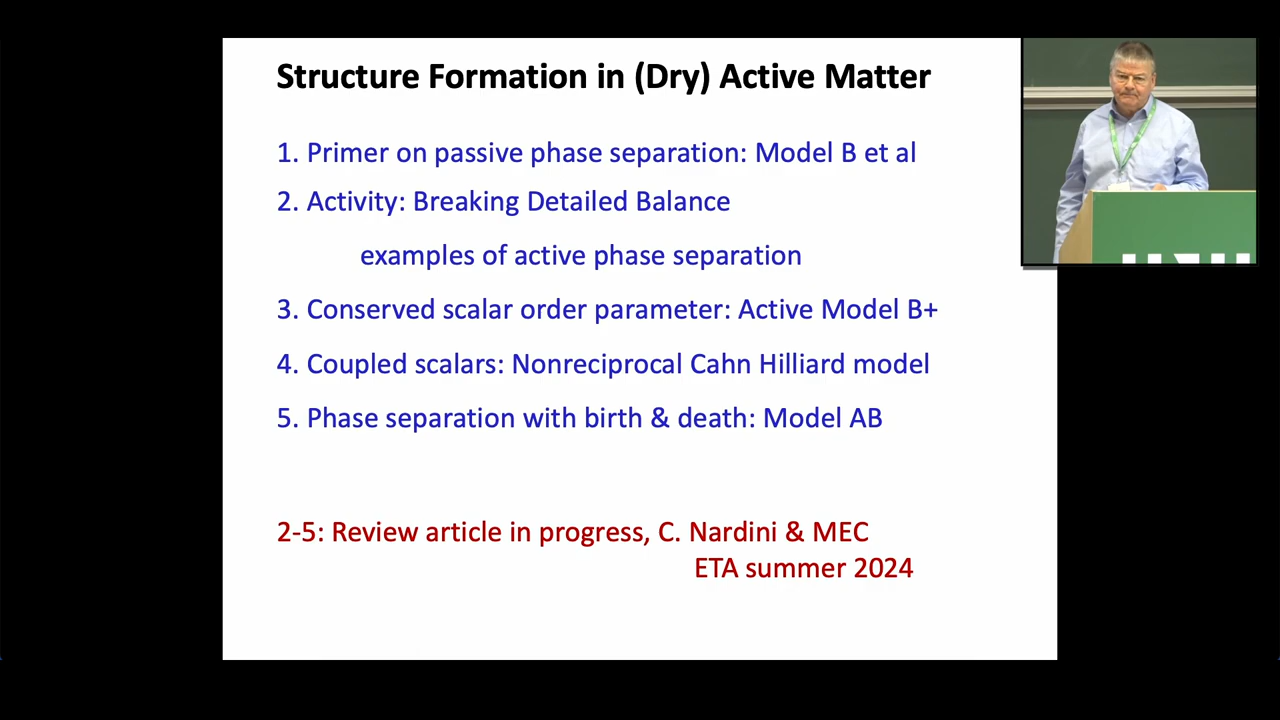 Structure Formation in (Dry) Active Matter
1. Primer on passive phase separation: Model B et al
2. Activity: Breaking Detailed Balance
examples of active phase separation
3. Conserved scalar order parameter: Active Model B+
4. Coupled scalars: Nonreciprocal Cahn Hilliard model
5. Phase separation with birth & death: Model AB
2-5: Review article in progress, C. Nardini & MEC
ETA summer 2024